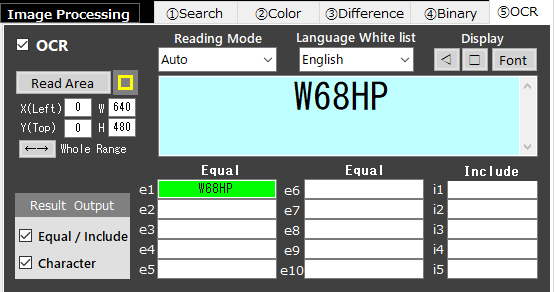 Image Processing ①Search ②Color ③Difference ④Binary ⑤OCR
OCR Reading Mode Language White list Display
Auto English ◁ □ Font
Read Area
X(Left) 0 W 640
Y(Top) 0 H 480
←→ Whole Range
W68HP
Equal Equal Include
e1 W68HP e6 i1
e2 e7 i2
e3 e8 i3
e4 e9 i4
e5 e10 i5
Result Output
Equal / Include
Character